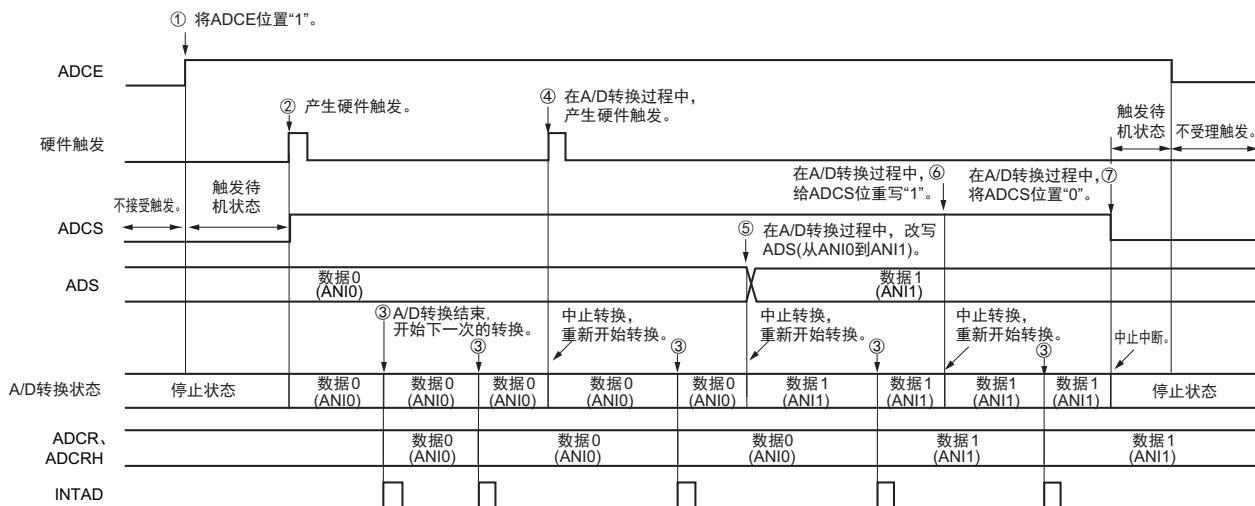 ① 将ADCE位置“1”。
ADCE
② 产生硬件触发。
④ 在A/D转换过程中，
产生硬件触发。
触发待
机状态
不受理触发。
硬件触发
在A/D转换过程中，⑥
给ADCS位重写“1”。
在A/D转换过程中，⑦
将ADCS位置“0”。
不接受触发。
触发待
机状态
ADCS
⑤ 在A/D转换过程中，改写
ADS(从ANI0到ANI1)。
ADS
数据0
(ANI0)
数据1
(ANI1)
③ A/D转换结束，
开始下一次的转换。
③
中止转换，
重新开始转换。
③
中止转换，
重新开始转换。
③
中止转换，
重新开始转换。
③
中止中断。
A/D转换状态
停止状态
数据0
(ANI0)
数据0
(ANI0)
数据0
(ANI0)
数据0
(ANI0)
数据0
(ANI0)
数据1
(ANI1)
数据1
(ANI1)
数据1
(ANI1)
数据1
(ANI1)
停止状态
ADCR、
ADCRH
数据0
(ANI0)
数据0
(ANI0)
数据0
(ANI0)
数据1
(ANI1)
数据1
(ANI1)
INTAD